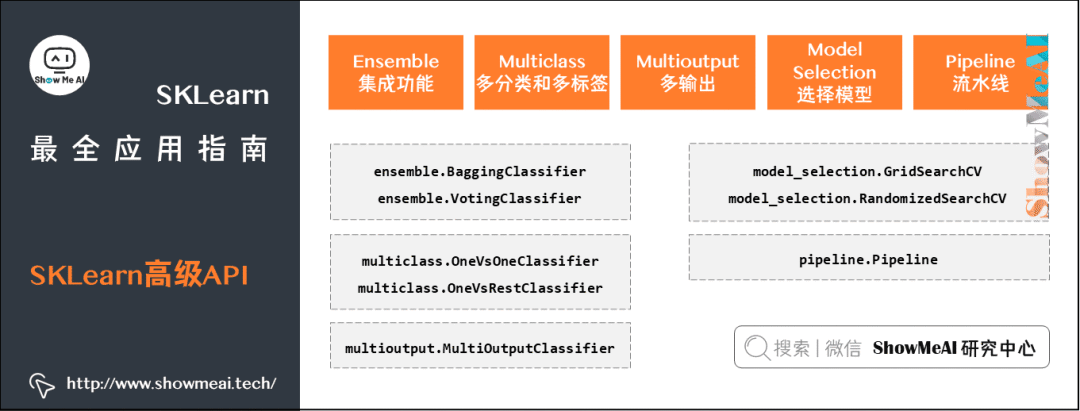 Show Me AI
SKLearn
最全应用指南
SKLearn高级API
http://www.showmeai.tech/
Ensemble
集成功能
Multiclass
多分类和多标签
Multioutput
多输出
Model
Selection
选择模型
Pipeline
流水线
ShowMeAI
ensemble.BaggingClassifier
ensemble.VotingClassifier
multiclass.OneVsOneClassifier
multiclass.OneVsRestClassifier
multioutput.MultiOutputClassifier
model_selection.GridSearchCV
model_selection.RandomizedSearchCV
pipeline.Pipeline
搜索 | 微信 ShowMeAI 研究中心